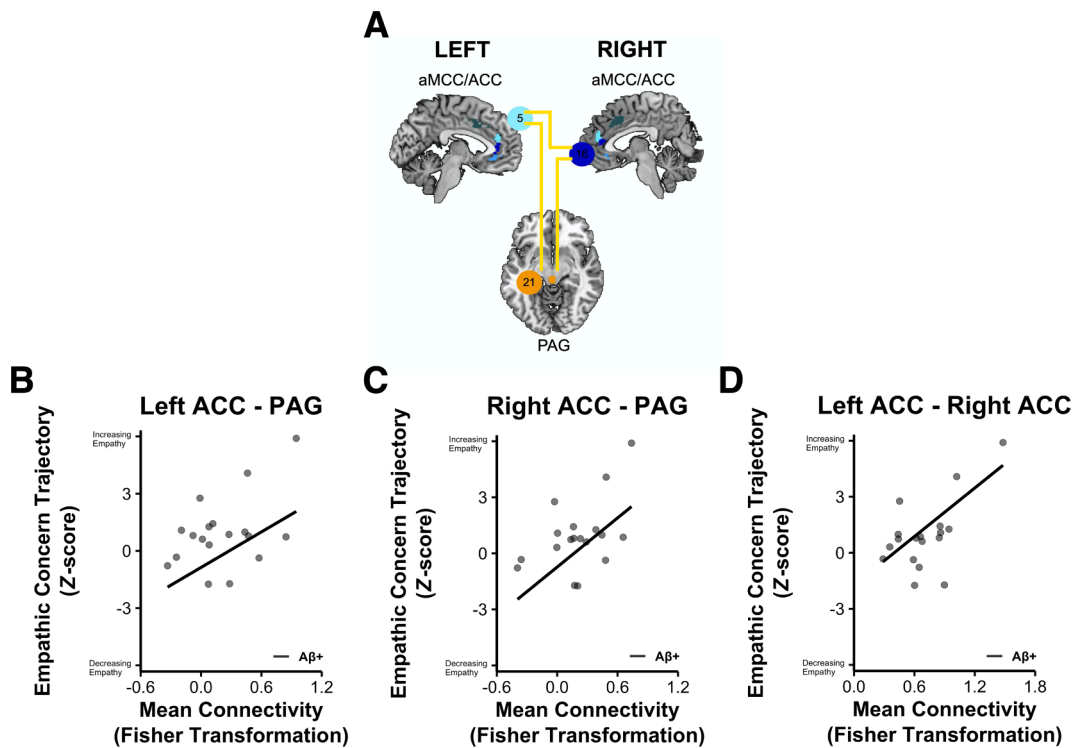 A
LEFT
RIGHT
aMCC/ACC
aMCC/ACC
5
16
21
PAG
B
Left ACC - PAG
Empathic Concern Trajectory
(Z-score)
Increasing
Empathy
3
0
-3
Decreasing
Empathy
Aβ+
-0.6
0.0
0.6
1.2
Mean Connectivity
(Fisher Transformation)
C
Right ACC - PAG
Empathic Concern Trajectory
(Z-score)
Increasing
Empathy
3
0
-3
Decreasing
Empathy
Aβ+
-0.6
0.0
0.6
1.2
Mean Connectivity
(Fisher Transformation)
D
Left ACC - Right ACC
Empathic Concern Trajectory
(Z-score)
Increasing
Empathy
3
0
-3
Decreasing
Empathy
Aβ+
0.0
0.6
1.2
1.8
Mean Connectivity
(Fisher Transformation)